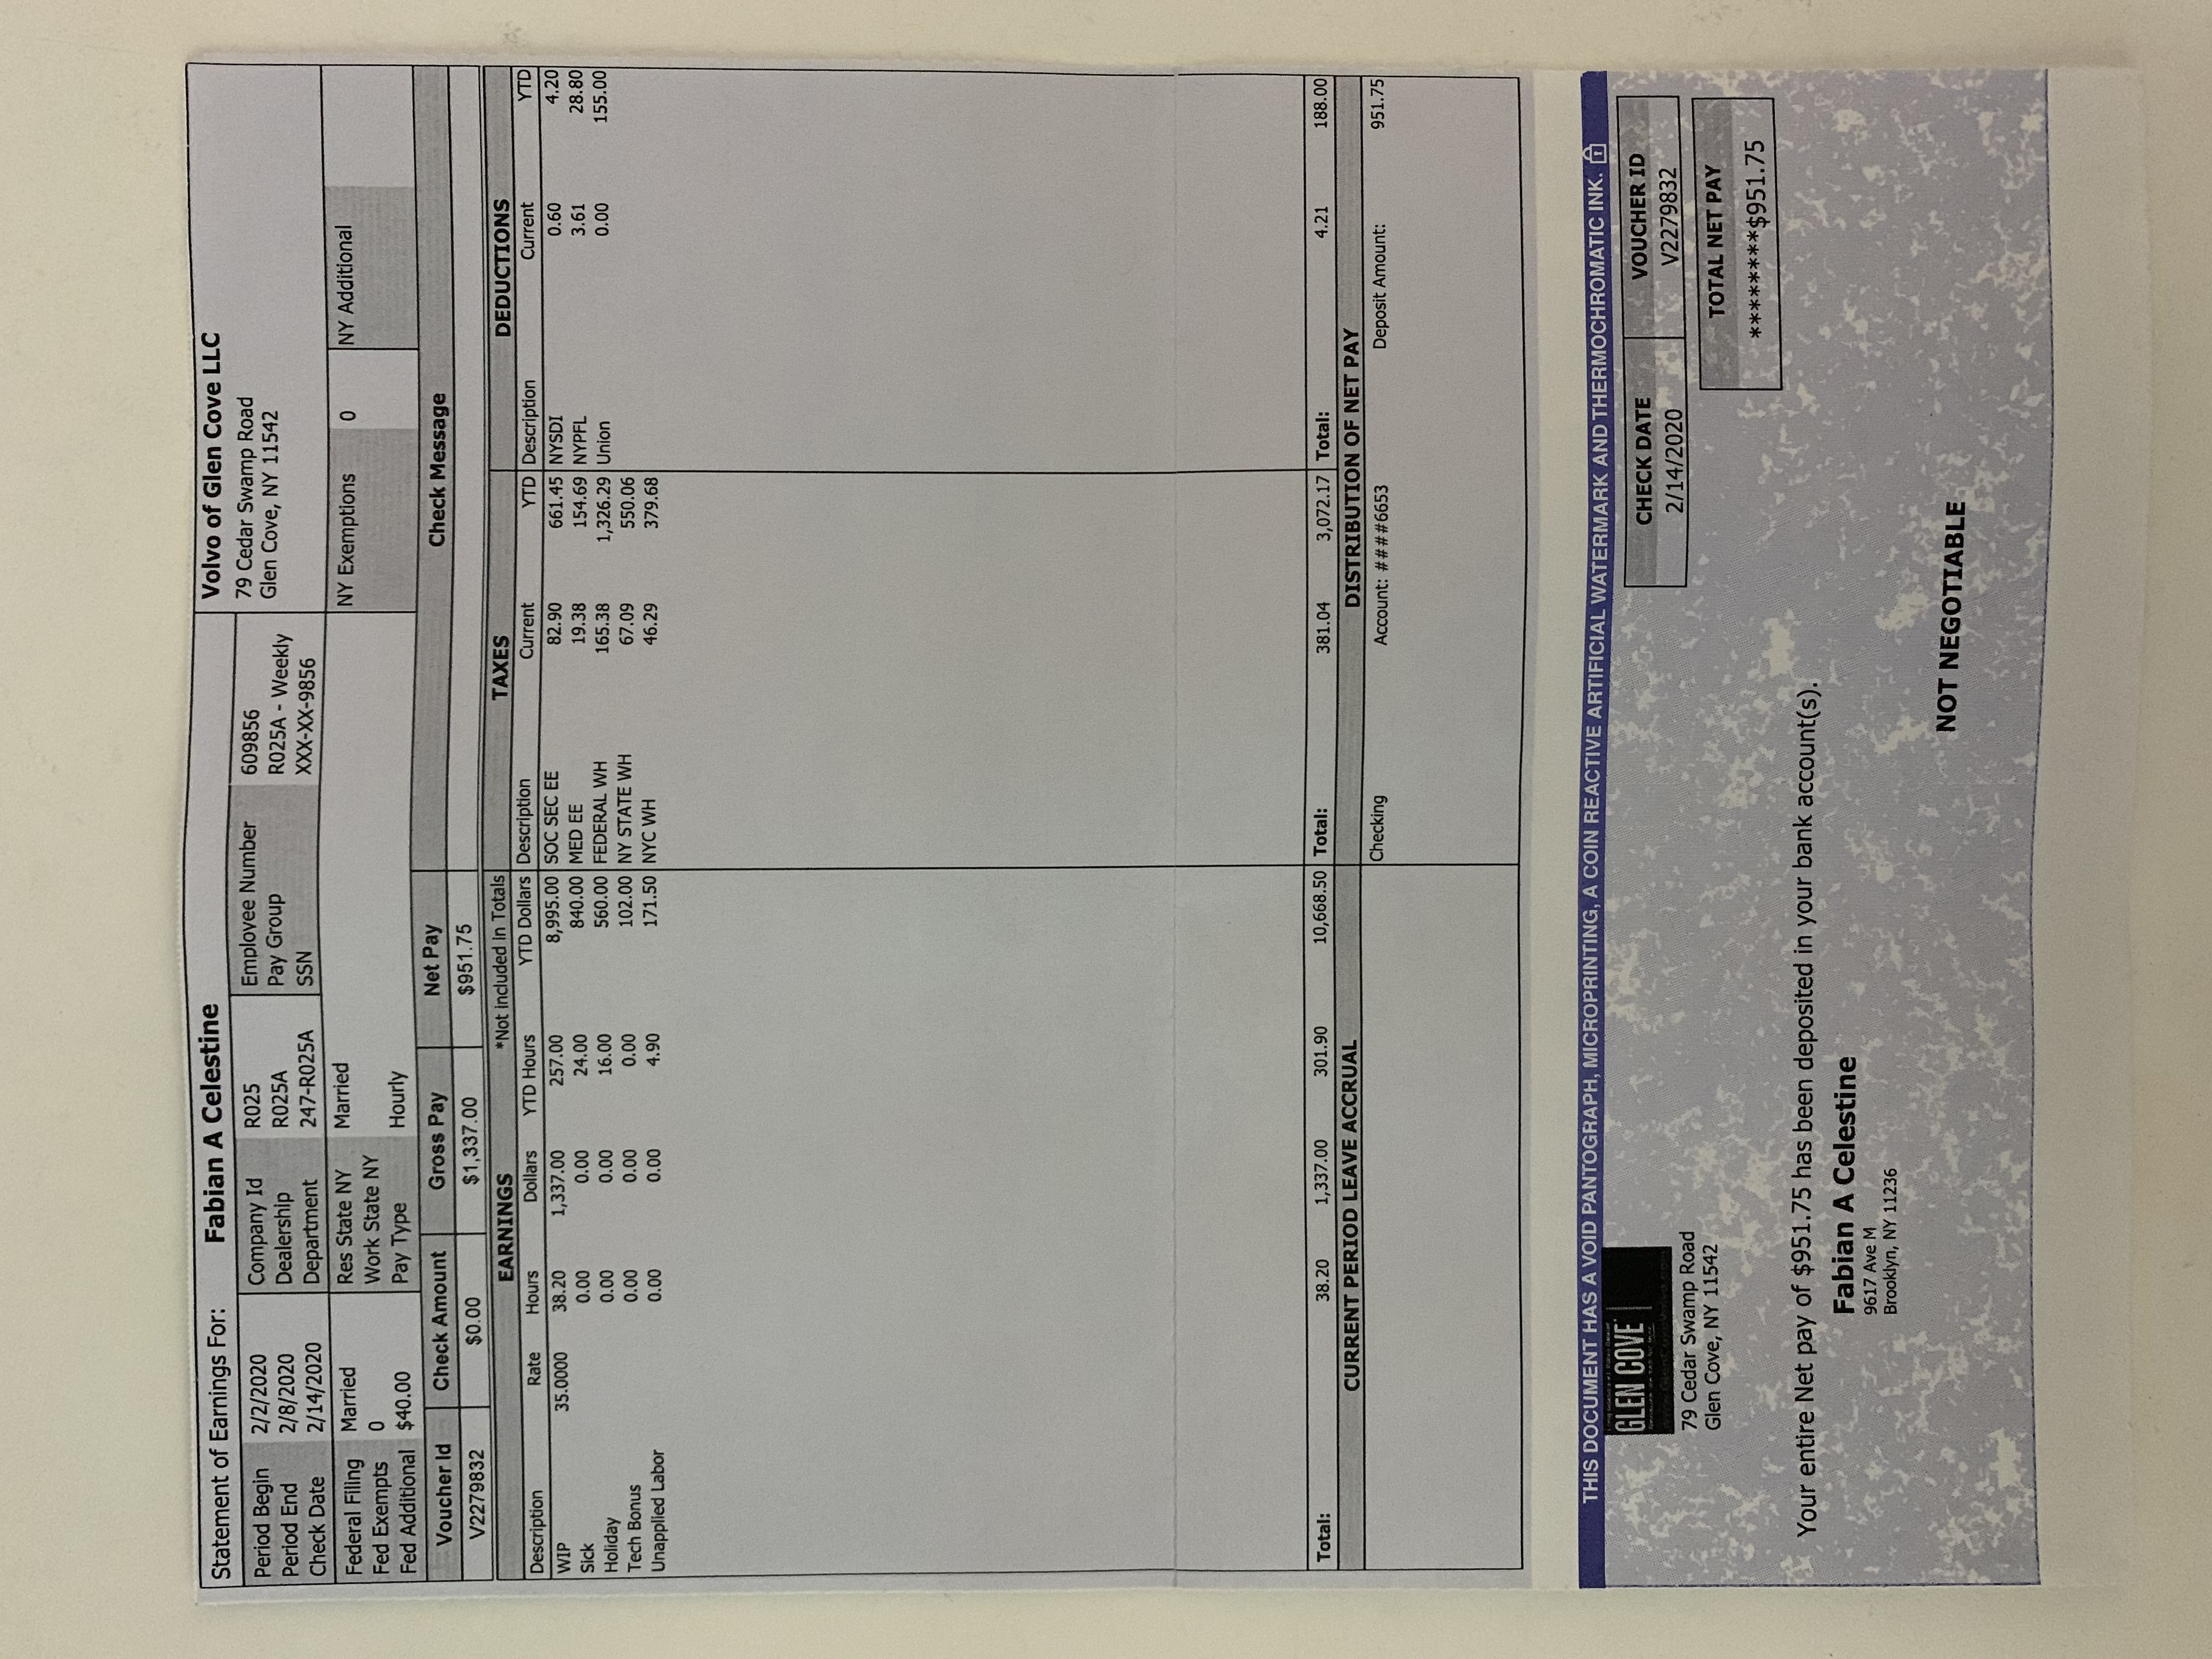 Statement of Earnings For: Fabian A Celestine
Volvo of Glen Cove LLC
79 Cedar Swamp Road
Glen Cove, NY 11542
Period Begin 2/2/2020 Company Id R025 Employee Number 609856
Period End 2/8/2020 Dealership R025A Pay Group R025A - Weekly
Check Date 2/14/2020 Department 247-R025A SSN XXX-XX-9856
Federal Filing Married Res State NY Married NY Exemptions 0 NY Additional
Fed Exempts 0 Work State NY
Fed Additional $40.00 Pay Type Hourly
Voucher Id Check Amount Gross Pay Net Pay Check Message
V2279832 $0.00 $1,337.00 $951.75
EARNINGS *Not included in Totals TAXES DEDUCTIONS
Description Rate Hours Dollars YTD Hours YTD Dollars Description Current YTD Description Current YTD
WIP 35.0000 38.20 1,337.00 257.00 8,995.00 SOC SEC EE 82.90 661.45 NYSDI 0.60 4.20
Sick 0.00 0.00 24.00 840.00 MED EE 19.38 154.69 NYPFL 3.61 28.80
Holiday 0.00 0.00 16.00 560.00 FEDERAL WH 165.38 1,326.29 Union 0.00 155.00
Tech Bonus 0.00 0.00 0.00 102.00 NY STATE WH 67.09 550.06
Unapplied Labor 0.00 0.00 4.90 171.50 NYC WH 46.29 379.68
Total: 38.20 1,337.00 301.90 10,668.50 Total: 381.04 3,072.17 Total: 4.21 188.00
CURRENT PERIOD LEAVE ACCRUAL DISTRIBUTION OF NET PAY
Checking Account: ####6653 Deposit Amount: 951.75
THIS DOCUMENT HAS A VOID PANTOGRAPH, MICROPRINTING, A COIN REACTIVE ARTIFICIAL WATERMARK AND THERMOCHROMATIC INK.
GLEN COVE
79 Cedar Swamp Road
Glen Cove, NY 11542
CHECK DATE VOUCHER ID
2/14/2020 V2279832
TOTAL NET PAY
********$951.75
Your entire Net pay of $951.75 has been deposited in your bank account(s).
Fabian A Celestine
9617 Ave M
Brooklyn, NY 11236
NOT NEGOTIABLE